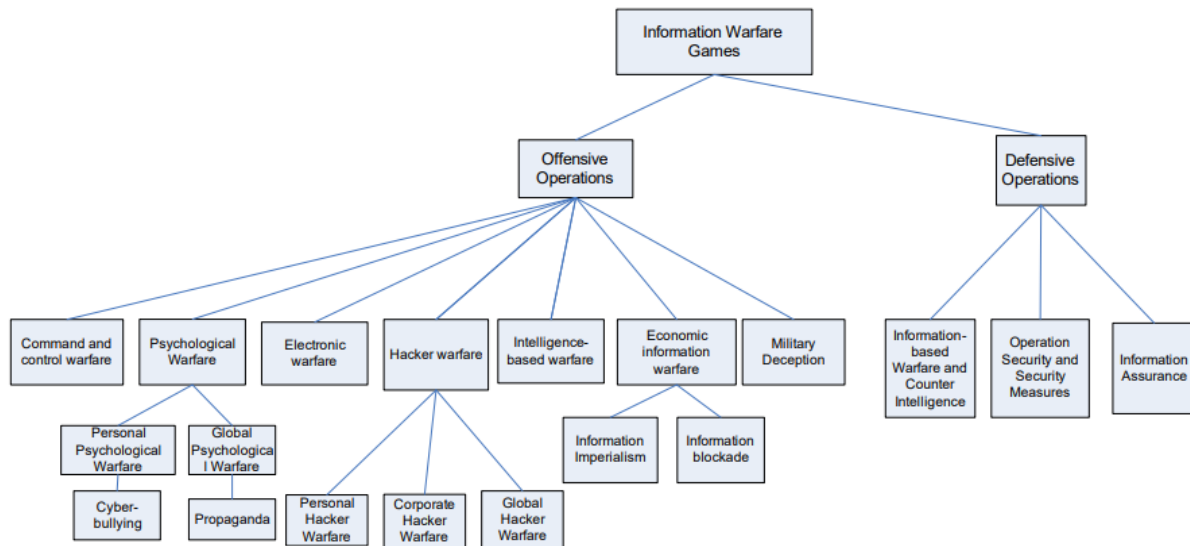 Information Warfare
Games
Offensive
Operations
Defensive
Operations
Command and
control warfare
Psychological
Warfare
Electronic
warfare
Hacker warfare
Intelligence-
based warfare
Economic
information
warfare
Military
Deception
Information-
based
Warfare and
Counter
Intelligence
Operation
Security and
Security
Measures
Information
Assurance
Personal
Psychological
Warfare
Global
Psychologica
l Warfare
Information
Imperialism
Information
blockade
Cyber-
bullying
Propaganda
Personal
Hacker
Warfare
Corporate
Hacker
Warfare
Global
Hacker
Warfare